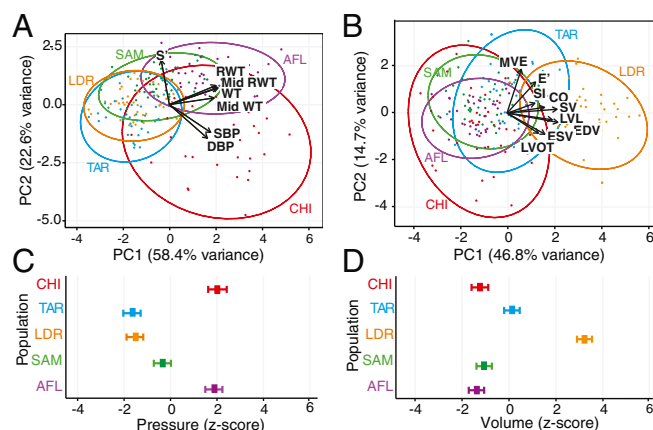 A
PC2 (22.6% variance)
2.5
0.0
-2.5
-5.0
SAM
AFL
LDR
TAR
CHI
S'
RWT
Mid RWT
WT
Mid WT
SBP
DBP
-4 -2 0 2 4 6
PC1 (58.4% variance)
B
PC2 (14.7% variance)
4
2
0
-2
-4
TAR
SAM
LDR
AFL
CHI
MVE
E'
SI
CO
SV
LVL
EDV
ESV
LVOT
-4 -2 0 2 4 6
PC1 (46.8% variance)
C
Population
CHI
TAR
LDR
SAM
AFL
-4 -2 0 2 4 6
Pressure (z-score)
D
Population
CHI
TAR
LDR
SAM
AFL
-4 -2 0 2 4 6
Volume (z-score)